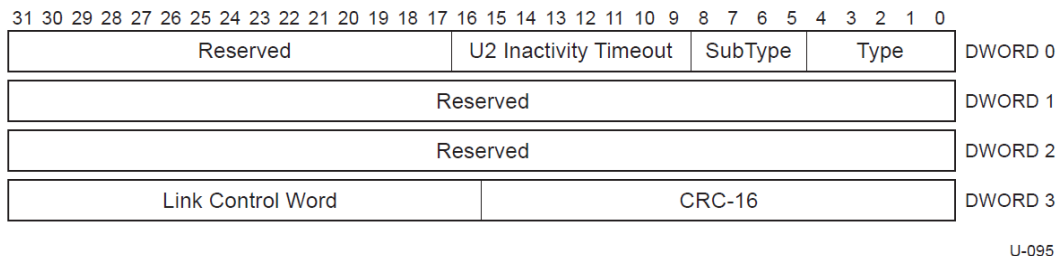 31 30 29 28 27 26 25 24 23 22 21 20 19 18 17 16 15 14 13 12 11 10 9 8 7 6 5 4 3 2 1 0
Reserved U2 Inactivity Timeout SubType Type DWORD 0
Reserved DWORD 1
Reserved DWORD 2
Link Control Word CRC-16 DWORD 3
U-095